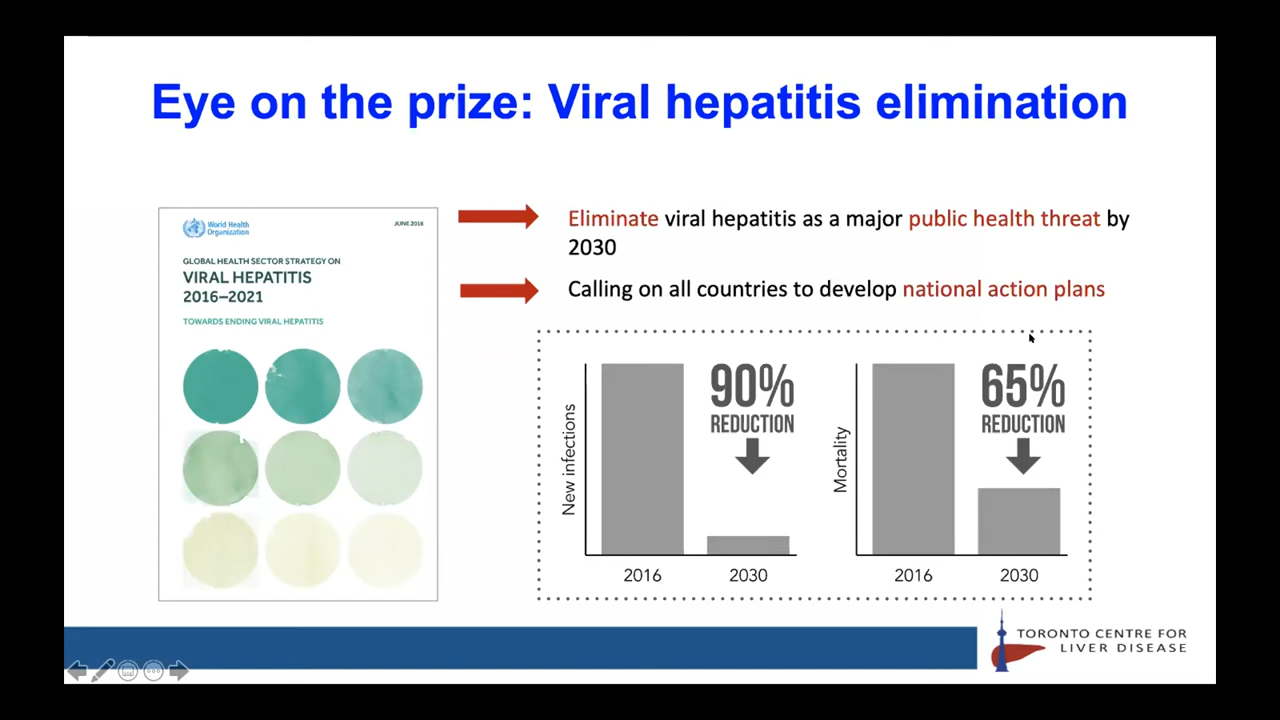 Eye on the prize: Viral hepatitis elimination
World Health
Organization
JUNE 2016
GLOBAL HEALTH SECTOR STRATEGY ON
VIRAL HEPATITIS
2016–2021
TOWARDS ENDING VIRAL HEPATITIS
Eliminate viral hepatitis as a major public health threat by
2030
Calling on all countries to develop national action plans
New infections
90%
REDUCTION
2016
2030
Mortality
65%
REDUCTION
2016
2030
TORONTO CENTRE FOR
LIVER DISEASE